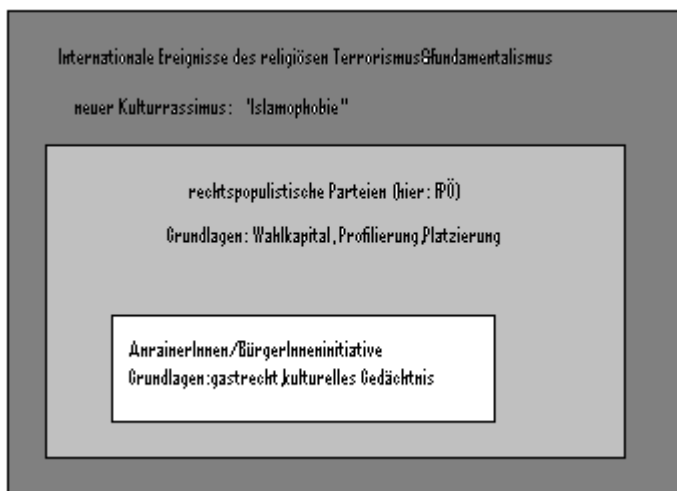 Internationale Ereignisse des religiösen Terrorismus&fundamentalismus
neuer Kulturrassimus: "Islamophobie"
rechtspopulistische Parteien (hier: FPÖ)
Grundlagen: Wahlkapital, Profilierung,Platzierung
AnrainerInnen/BürgerInneninitiative
Grundlagen:gastrecht,kulturelles Gedächtnis